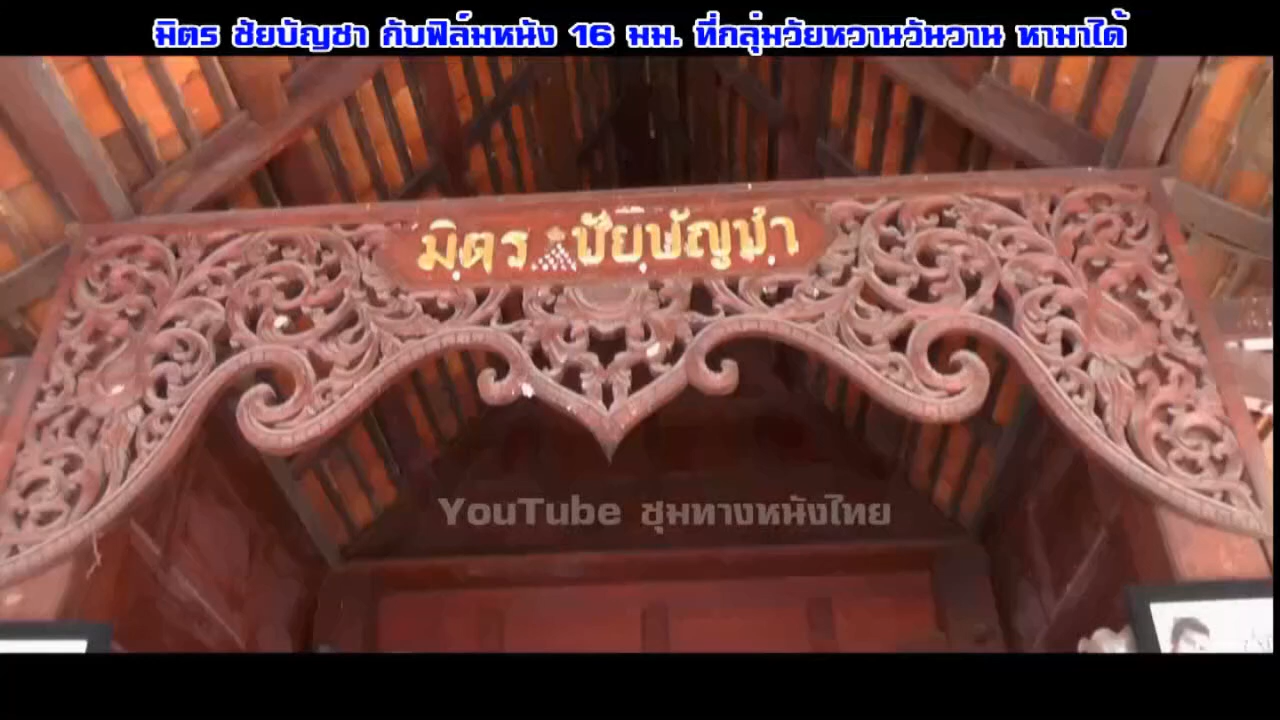 มิตร ชัยบัญชา กับฟิล์มหนัง 16 มม. ที่กลุ่มวัยหวานวันวาน หามาได้
มิตร ชัยบัญชา
YouTube ชุมทางหนังไทย